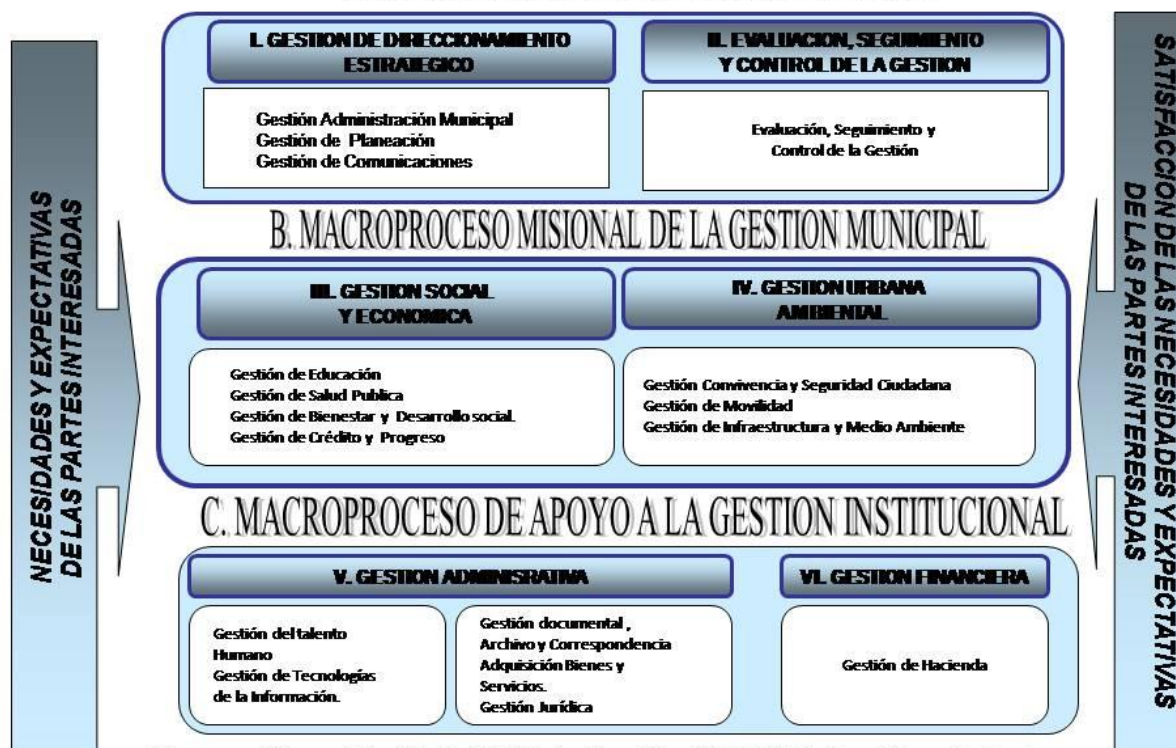 I. GESTION DE DIRECCIONAMIENTO
ESTRATEGICO
II. EVALUACION, SEGUIMIENTO
Y CONTROL DE LA GESTION
Gestión Administración Municipal
Gestión de Planeación
Gestión de Comunicaciones
Evaluación, Seguimiento y
Control de la Gestión
NECESIDADES Y EXPECTATIVAS
DE LAS PARTES INTERESADAS
B. MACROPROCESO MISIONAL DE LA GESTION MUNICIPAL
III. GESTION SOCIAL
Y ECONOMICA
IV. GESTION URBANA
AMBIENTAL
Gestión de Educación
Gestión de Salud Publica
Gestión de Bienestar y Desarrollo social.
Gestión de Crédito y Progreso
Gestión Convivencia y Seguridad Ciudadana
Gestión de Movilidad
Gestión de Infraestructura y Medio Ambiente
C. MACROPROCESO DE APOYO A LA GESTION INSTITUCIONAL
V. GESTION ADMINISRATIVA
VI. GESTION FINANCIERA
Gestión del talento
Humano
Gestión de Tecnologías
de la Información.
Gestión documental ,
Archivo y Correspondencia
Adquisición Bienes y
Servicios.
Gestión Jurídica
Gestión de Hacienda
SATISFACCION DE LAS NECESIDADES Y EXPECTATIVAS
DE LAS PARTES INTERESADAS